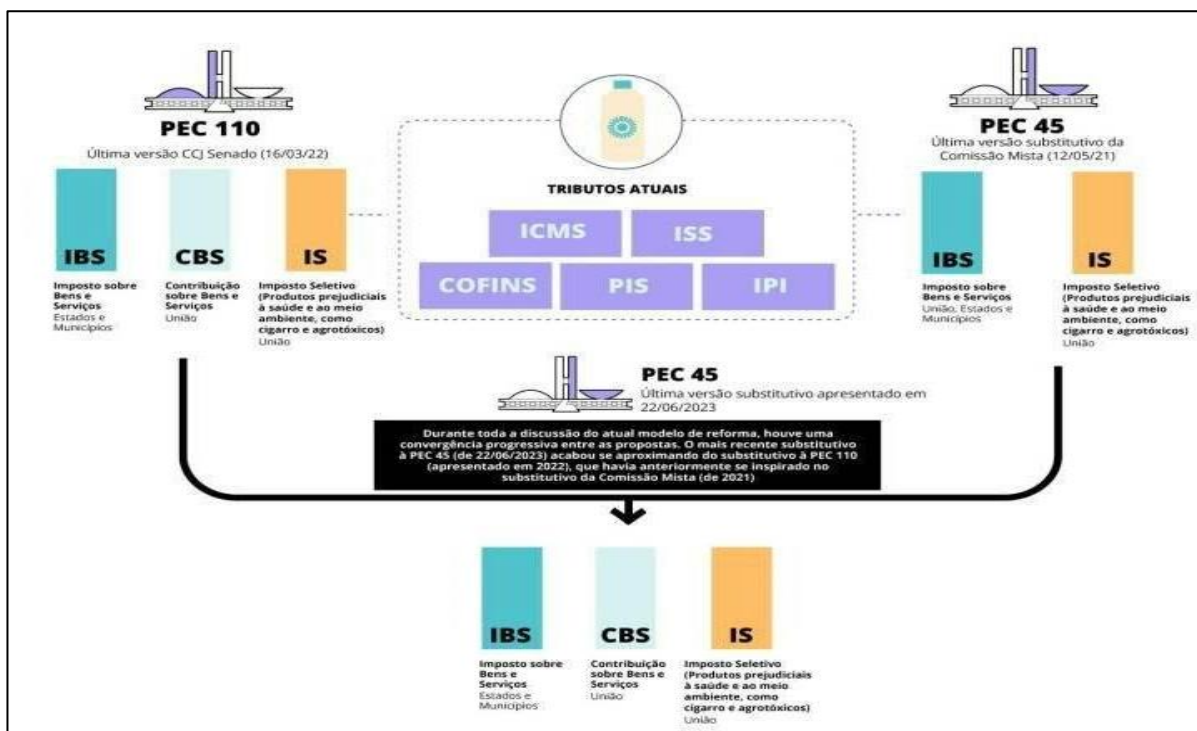 PEC 110
Última versão CCJ Senado (16/03/22)
IBS
Imposto sobre
Bens e
Serviços
Estados e
Municípios
CBS
Contribuição
sobre Bens e
Serviços
União
IS
Imposto Seletivo
(Produtos prejudiciais
à saúde e ao meio
ambiente, como
cigarro e agrotóxicos)
União
TRIBUTOS ATUAIS
ICMS
ISS
COFINS
PIS
IPI
PEC 45
Última versão substitutivo da
Comissão Mista (12/05/21)
IBS
Imposto sobre
Bens e Serviços
União, Estados e
Municípios
IS
Imposto Seletivo
(Produtos prejudiciais
à saúde e ao meio
ambiente, como
cigarro e agrotóxicos)
União
PEC 45
Última versão substitutivo apresentado em
22/06/2023
Durante toda a discussão do atual modelo de reforma, houve uma
convergência progressiva entre as propostas. O mais recente substitutivo
à PEC 45 (de 22/06/2023) acabou se aproximando do substitutivo à PEC 110
(apresentado em 2022), que havia anteriormente se inspirado no
substitutivo da Comissão Mista (de 2021)
IBS
Imposto sobre
Bens e
Serviços
Estados e
Municípios
CBS
Contribuição
sobre Bens e
Serviços
União
IS
Imposto Seletivo
(Produtos prejudiciais
à saúde e ao meio
ambiente, como
cigarro e agrotóxicos)
União